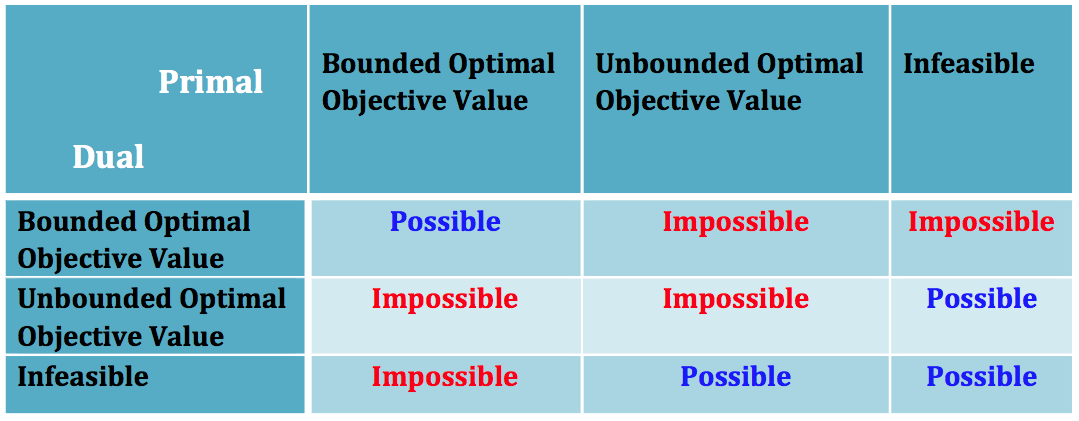 Primal
Dual
Bounded Optimal
Objective Value
Unbounded Optimal
Objective Value
Infeasible
Bounded Optimal
Objective Value
Possible
Impossible
Impossible
Unbounded Optimal
Objective Value
Impossible
Impossible
Possible
Infeasible
Impossible
Possible
Possible